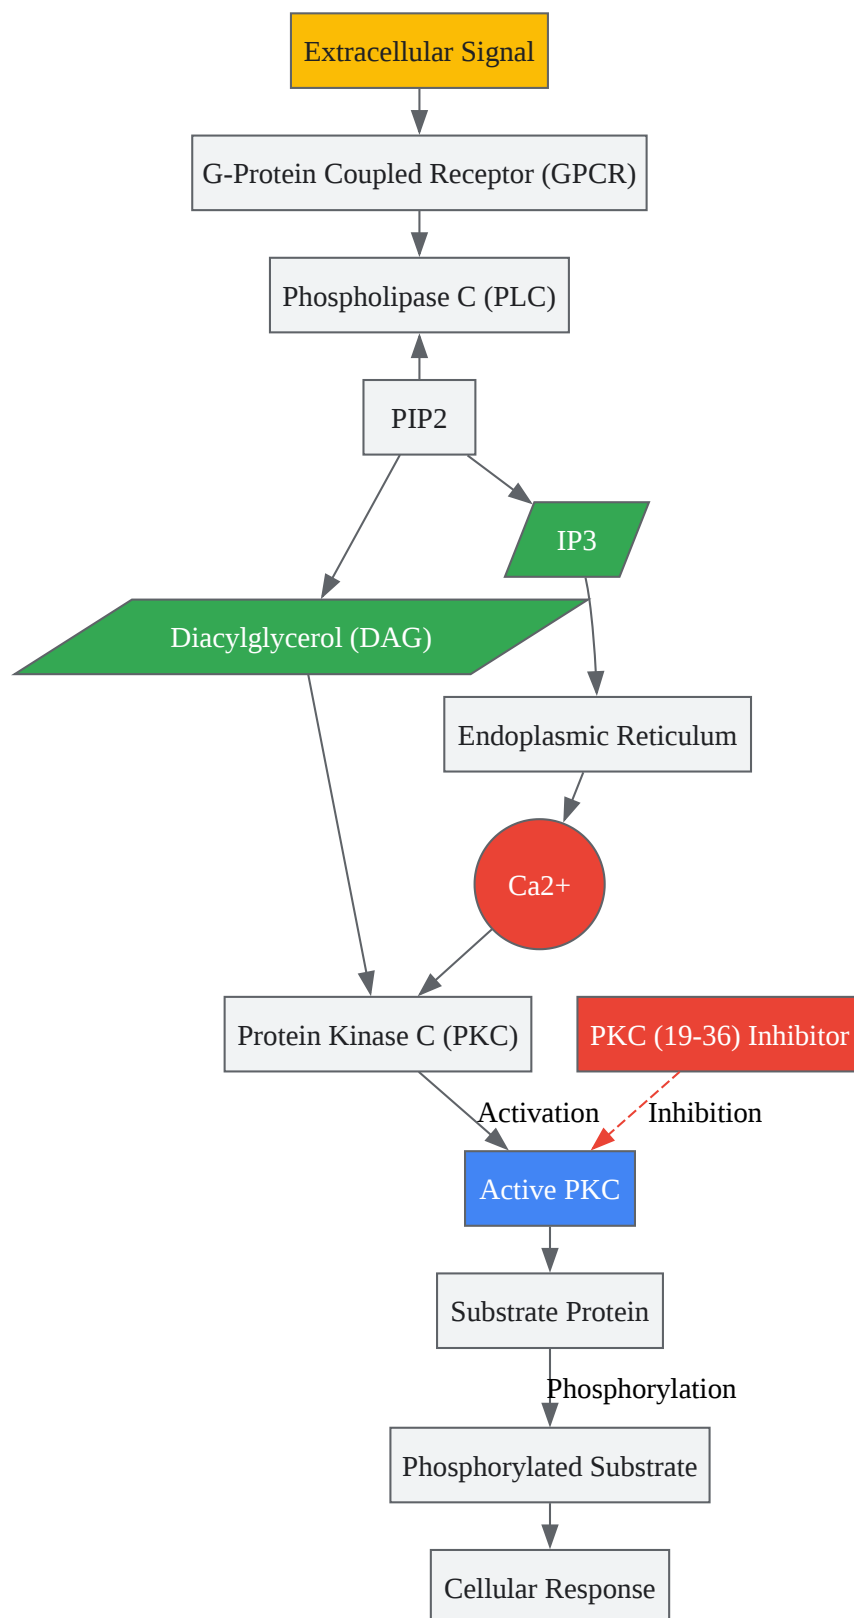 Extracellular Signal
G-Protein Coupled Receptor (GPCR)
Phospholipase C (PLC)
PIP2
IP3
Diacylglycerol (DAG)
Endoplasmic Reticulum
Ca2+
Protein Kinase C (PKC)
PKC (19-36) Inhibitor
Activation
Inhibition
Active PKC
Substrate Protein
Phosphorylation
Phosphorylated Substrate
Cellular Response